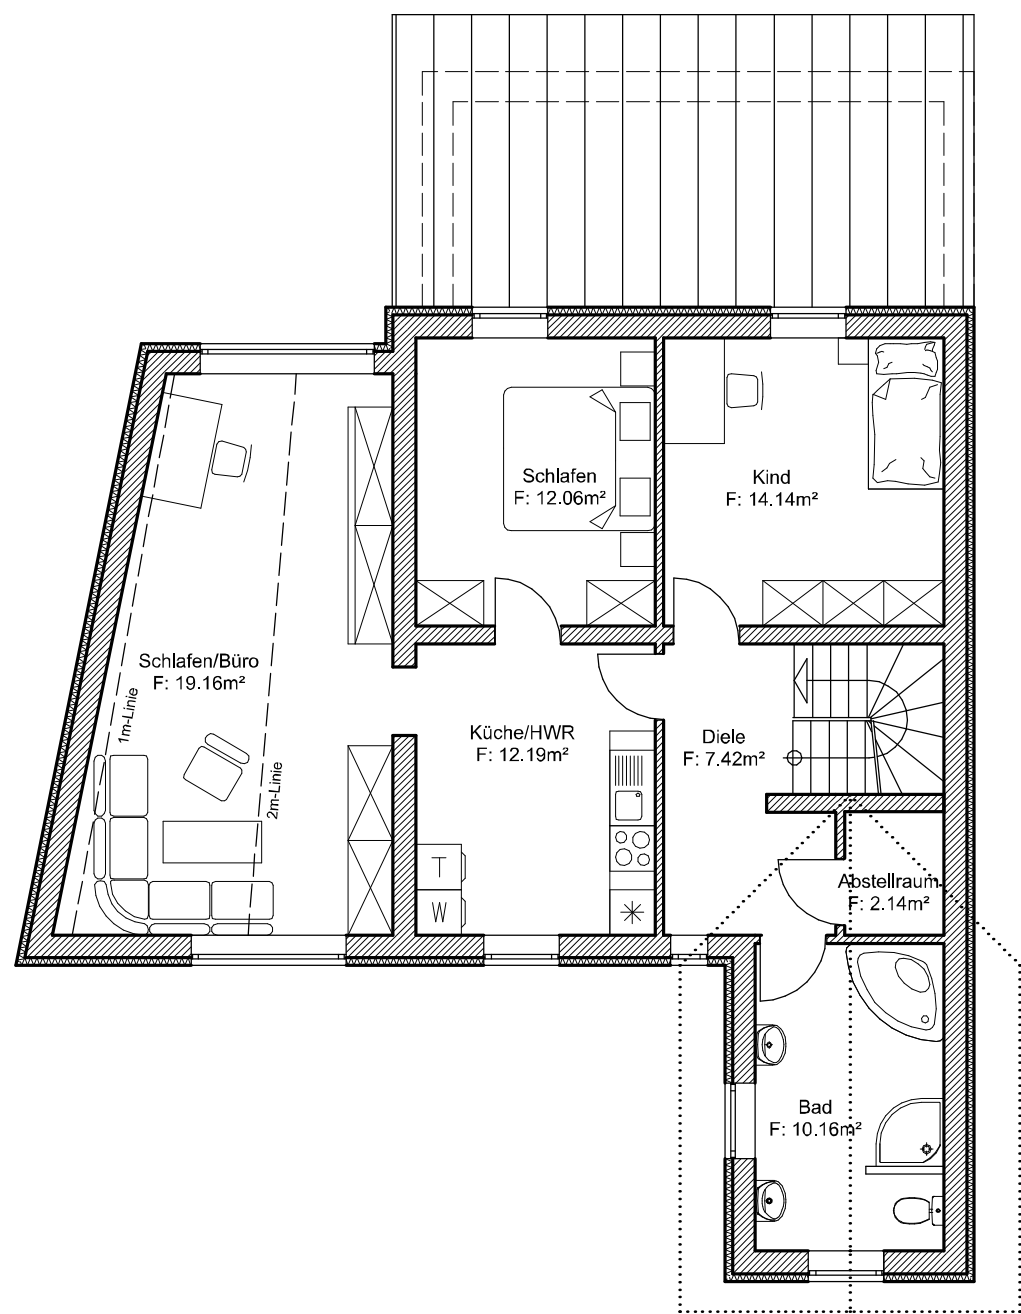 Schlafen
F: 12.06m²
Kind
F: 14.14m²
Schlafen/Büro
F: 19.16m²
1m-Linie
2m-Linie
Küche/HWR
F: 12.19m²
Diele
F: 7.42m²
T
W
Abstellraum
F: 2.14m²
Bad
F: 10.16m²